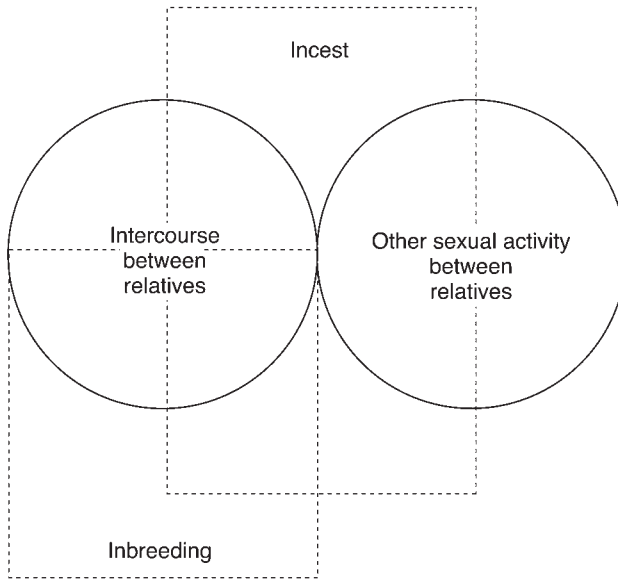 Incest
Intercourse
between
relatives
Other sexual activity
between
relatives
Inbreeding